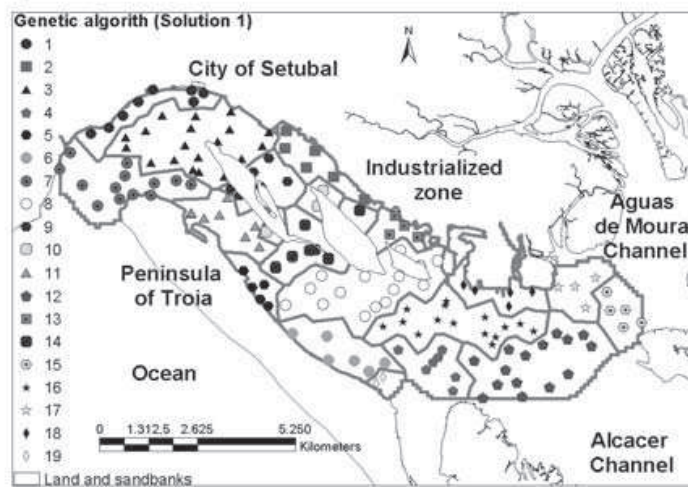 Genetic algorith (Solution 1)
1
2
3
4
5
6
7
8
9
10
11
12
13
14
15
16
17
18
19
Land and sandbanks
City of Setubal
N
Industrialized
zone
Aguas
de Moura
Channel
Peninsula
of Troia
Ocean
0 1.312.5 2.625 5.250
Kilometers
Alcacer
Channel